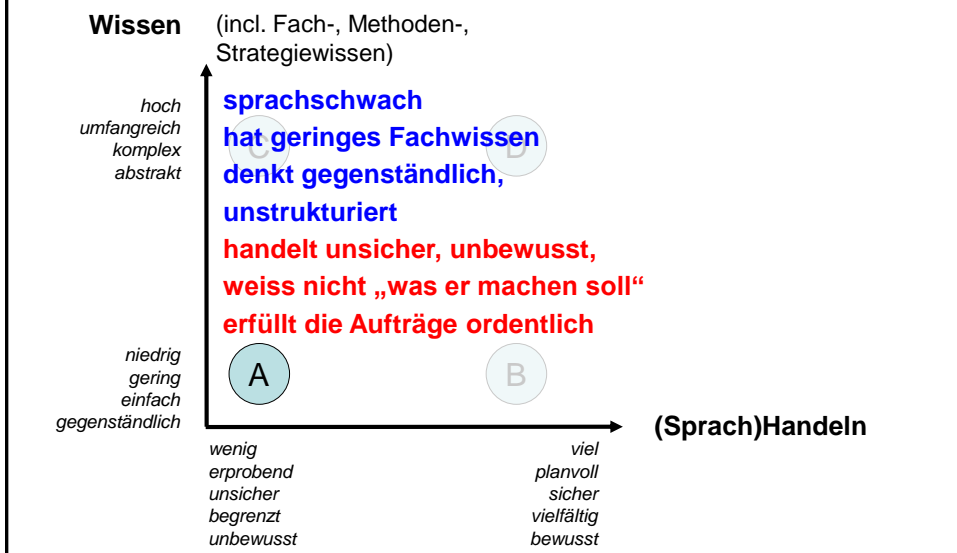 Wissen (incl. Fach-, Methoden-,
Strategiewissen)
hoch
umfangreich
komplex
abstrakt
sprachschwach
hat geringes Fachwissen
denkt gegenständlich,
unstrukturiert
handelt unsicher, unbewusst,
weiss nicht „was er machen soll“
erfüllt die Aufträge ordentlich
C
D
niedrig
gering
einfach
gegenständlich
A
B
(Sprach)Handeln
wenig
erprobend
unsicher
begrenzt
unbewusst
viel
planvoll
sicher
vielfältig
bewusst